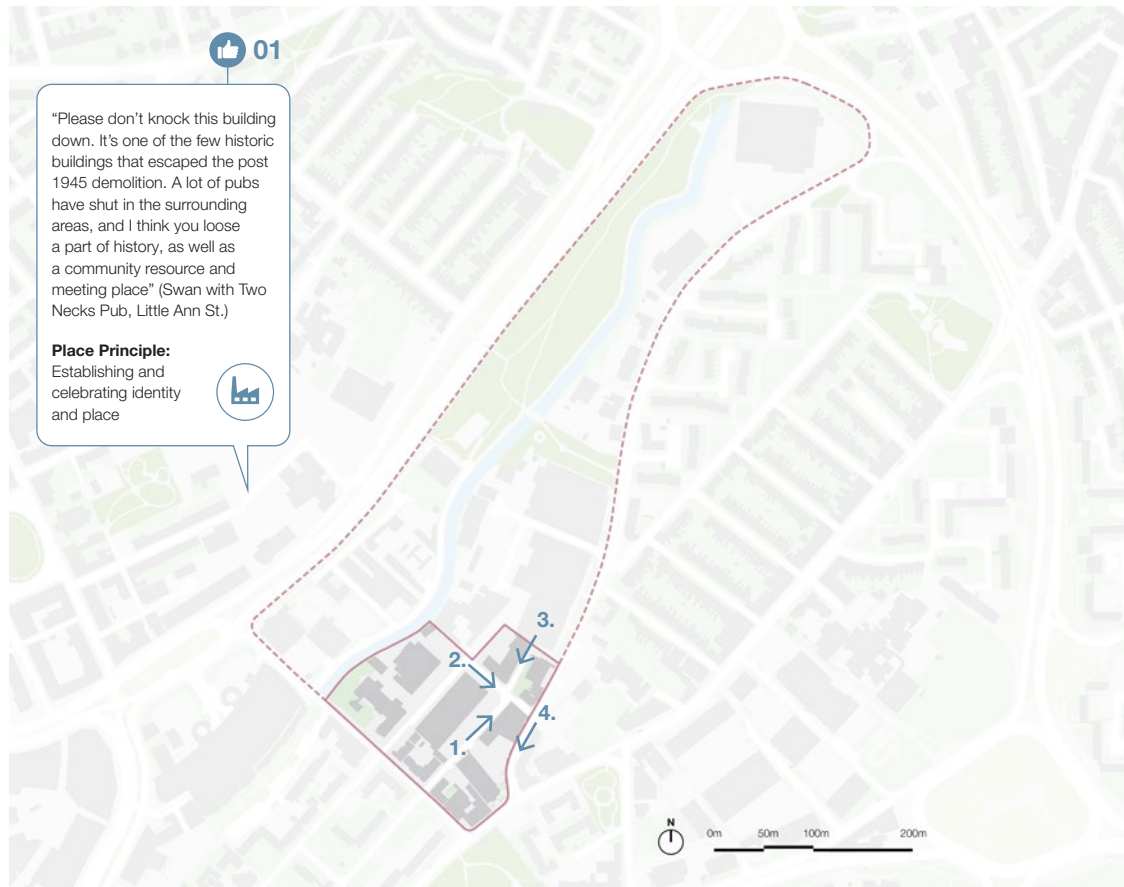 01
“Please don’t knock this building
down. It’s one of the few historic
buildings that escaped the post
1945 demolition. A lot of pubs
have shut in the surrounding
areas, and I think you loose
a part of history, as well as
a community resource and
meeting place” (Swan with Two
Necks Pub, Little Ann St.)
Place Principle:
Establishing and
celebrating identity
and place
3.
2.
4.
1.
N
0m 50m 100m 200m